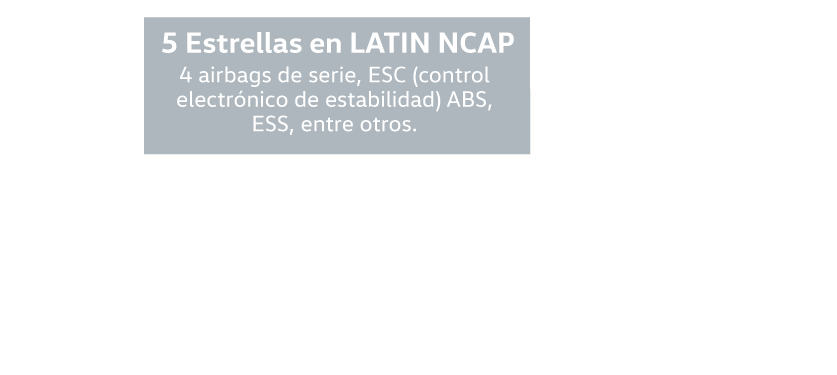 5 Estrellas en LATIN NCAP
4 airbags de serie, ESC (control
electrónico de estabilidad) ABS,
ESS, entre otros.